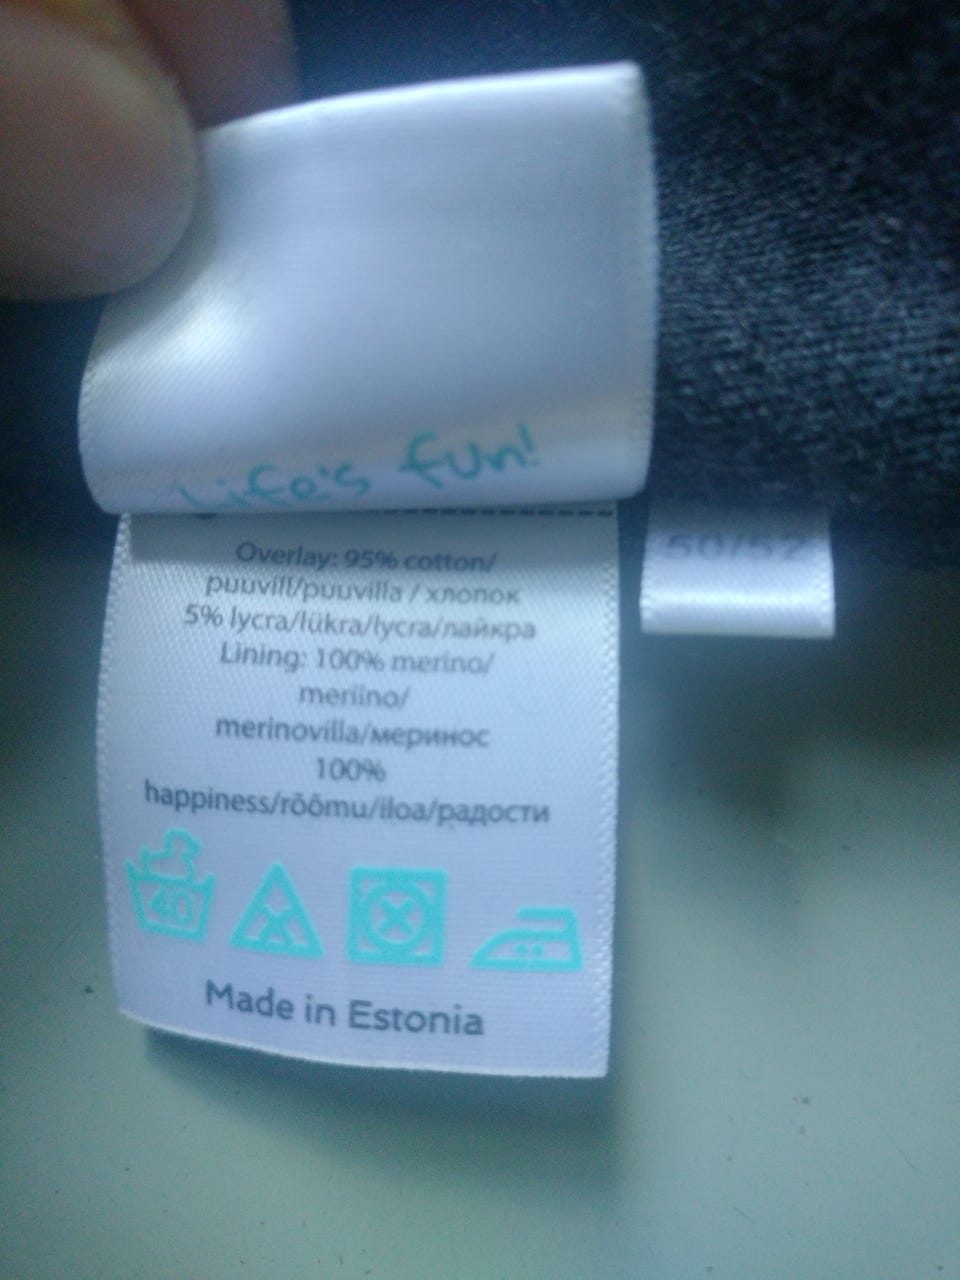 Life's fun!
Overlay: 95% cotton/
puuvill/puuvilla / хлопок
5% lycra/lükra/lycra/лайкра
Lining: 100% merino/
meriino/
merinovilla/меринос
100%
happiness/rõõmu/iloa/радости
40
Made in Estonia
50/52